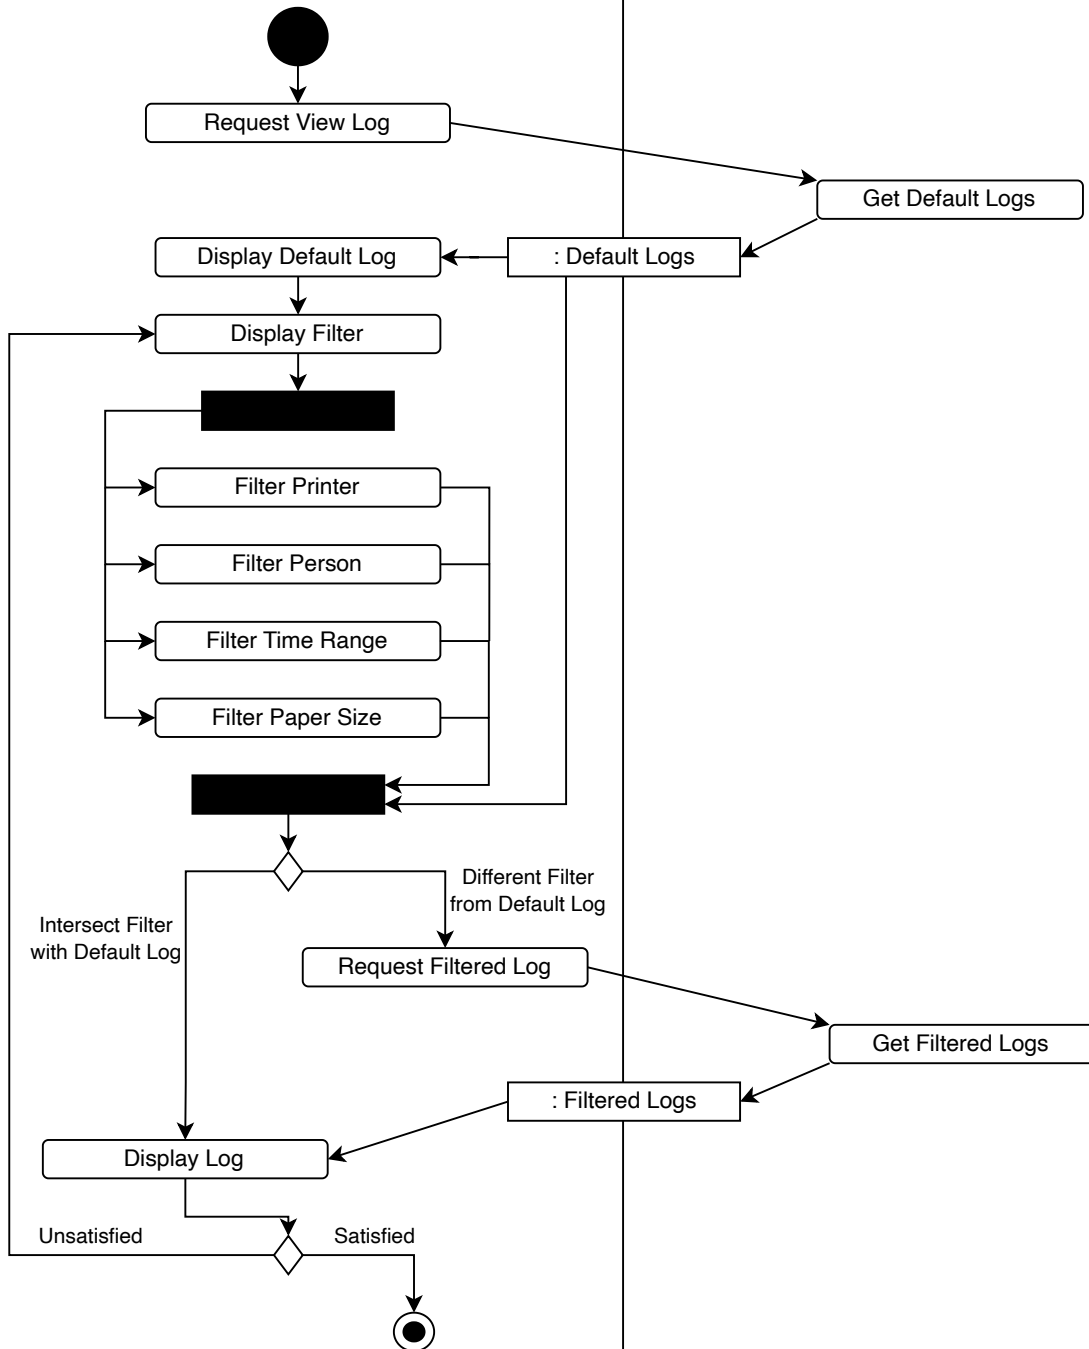 Request View Log
Get Default Logs
Display Default Log
: Default Logs
Display Filter
Filter Printer
Filter Person
Filter Time Range
Filter Paper Size
Different Filter
from Default Log
Intersect Filter
with Default Log
Request Filtered Log
Get Filtered Logs
: Filtered Logs
Display Log
Unsatisfied
Satisfied